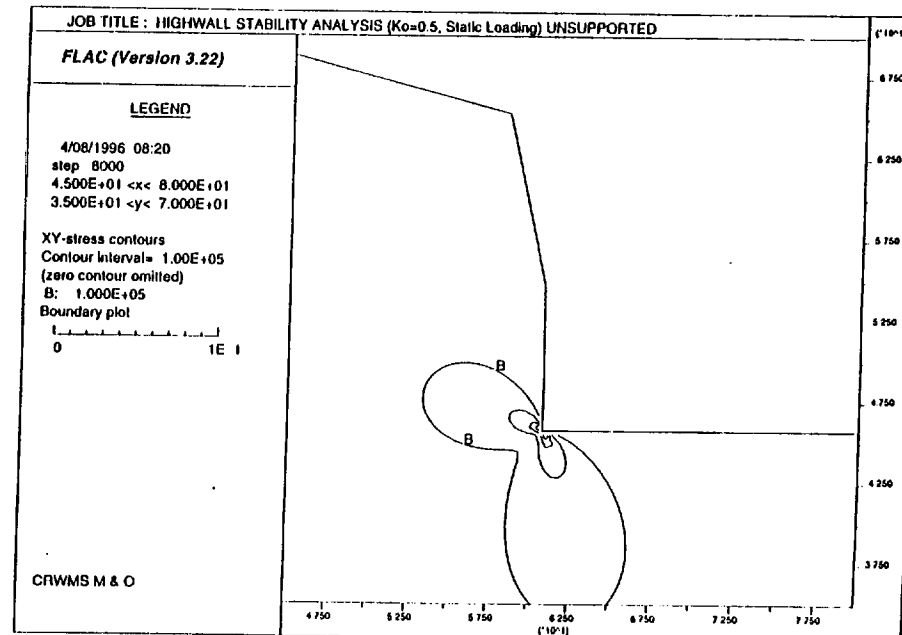 JOB TITLE : HIGHWALL STABILITY ANALYSIS (Ko=0.5, Static Loading) UNSUPPORTED
FLAC (Version 3.22)
LEGEND
4/08/1996 08:20
step 8000
4.500E+01 <x< 8.000E+01
3.500E+01 <y< 7.000E+01
XY-stress contours
Contour interval= 1.00E+05
(zero contour omitted)
B: 1.000E+05
Boundary plot
0 1E 1
CRWMS M & O
B
B
(*10^1)
6 750
6 250
5 750
5 250
4 750
4 250
3 750
4 750 5 250 5 750 6 250 6 750 7 250 7 750
(*10^1)